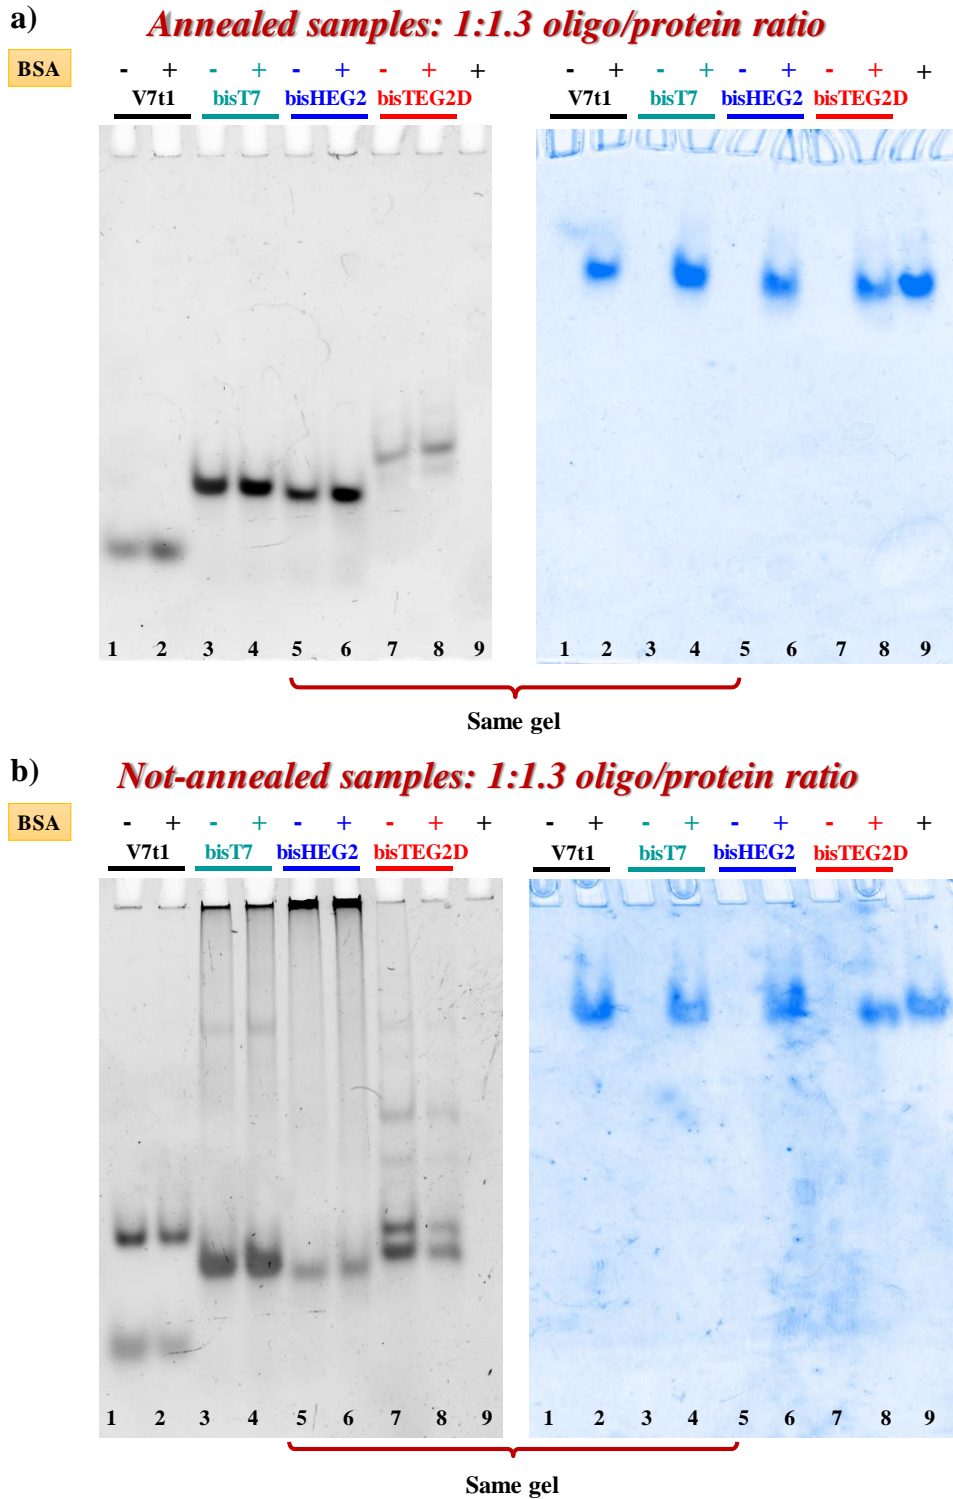 a)
Annealed samples: 1:1.3 oligo/protein ratio
BSA - + - + - + - + + - + - + - + - + +
V7t1 bisT7 bisHEG2 bisTEG2D V7t1 bisT7 bisHEG2 bisTEG2D
1 2 3 4 5 6 7 8 9 1 2 3 4 5 6 7 8 9
Same gel
b)
Not-annealed samples: 1:1.3 oligo/protein ratio
BSA - + - + - + - + + - + - + - + - + +
V7t1 bisT7 bisHEG2 bisTEG2D V7t1 bisT7 bisHEG2 bisTEG2D
1 2 3 4 5 6 7 8 9 1 2 3 4 5 6 7 8 9
Same gel